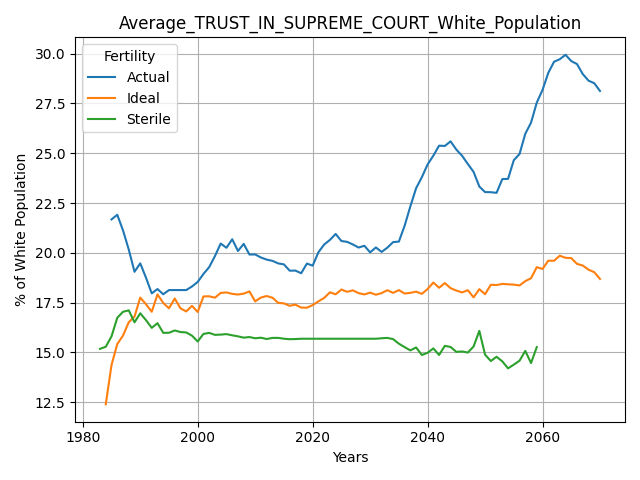 Average_TRUST_IN_SUPREME_COURT_White_Population
Fertility
Actual
Ideal
Sterile
30.0
27.5
25.0
22.5
20.0
17.5
15.0
12.5
% of White Population
1980 2000 2020 2040 2060
Years